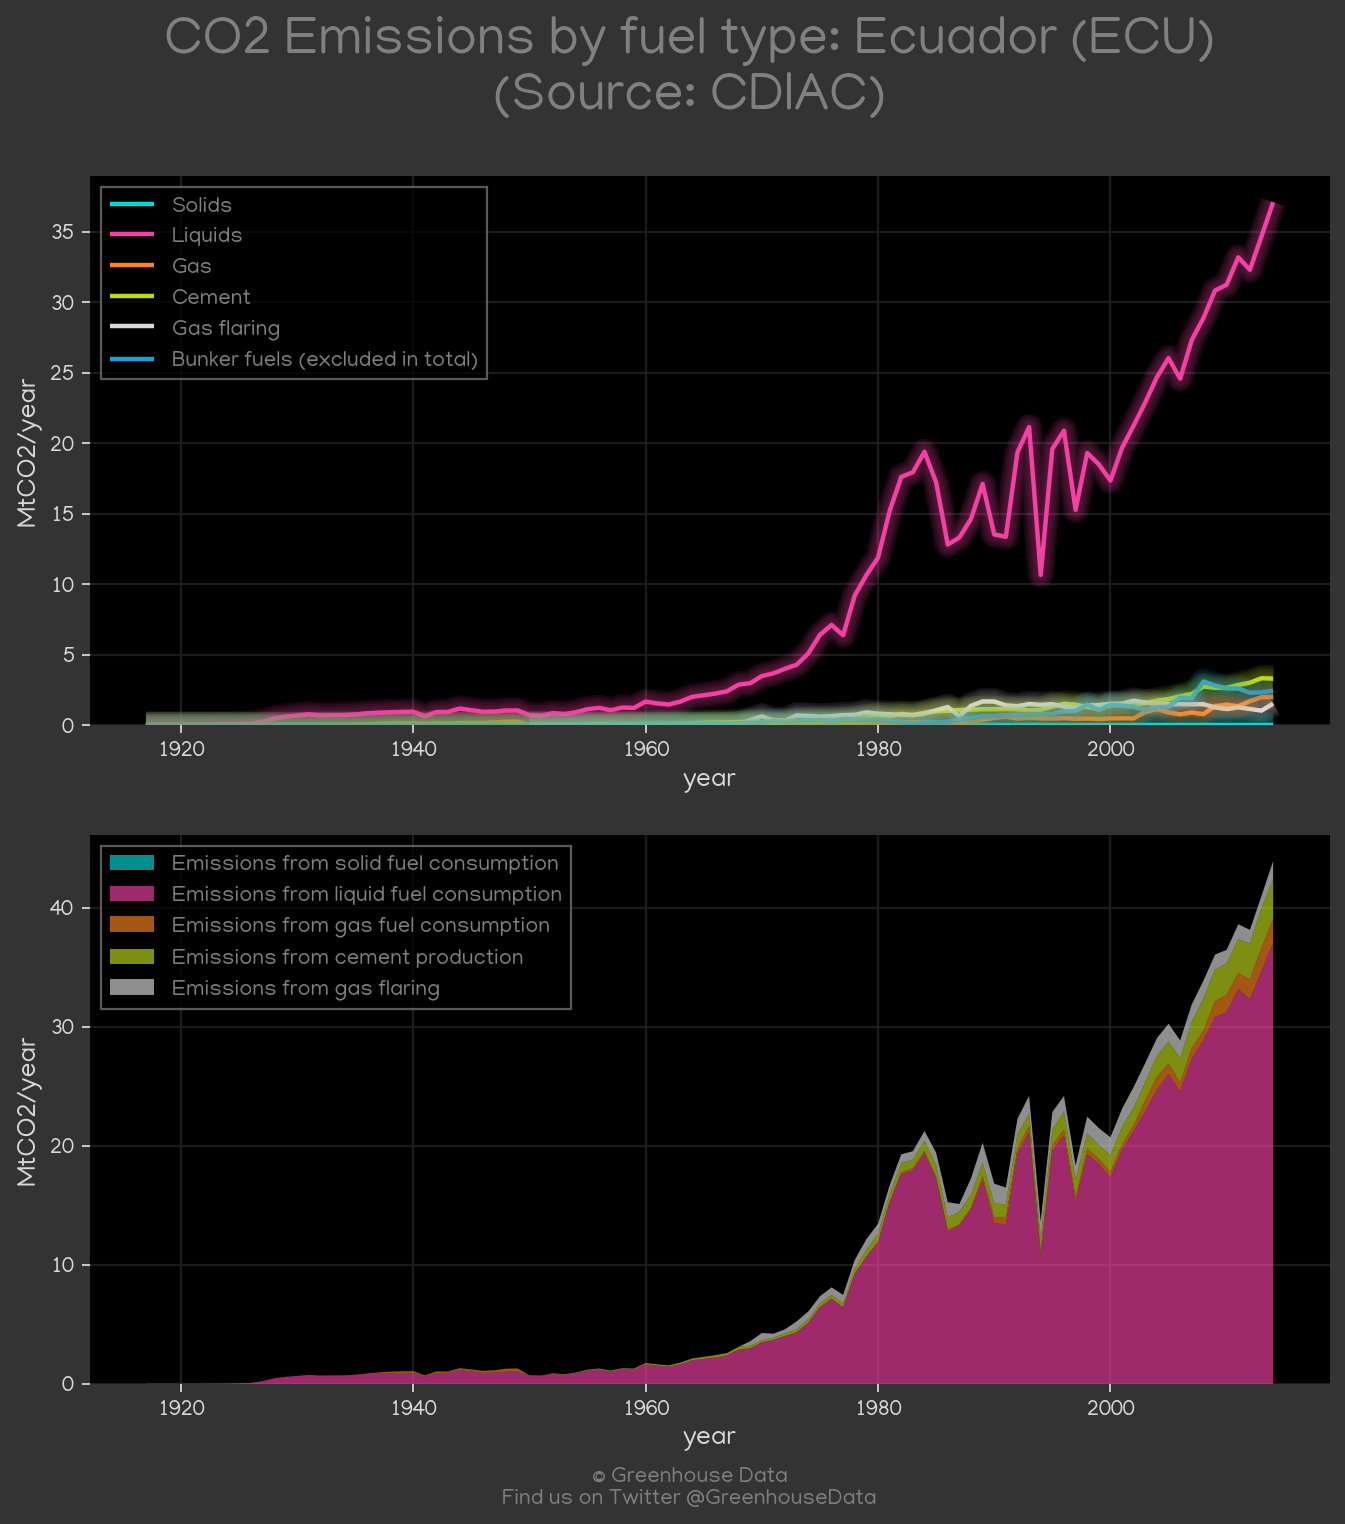 CO2 Emissions by fuel type: Ecuador (ECU)
(Source: CDIAC)
Solids
Liquids
Gas
Cement
Gas flaring
Bunker fuels (excluded in total)
MtCO2/year
35
30
25
20
15
10
5
0
1920 1940 1960 1980 2000
year
Emissions from solid fuel consumption
Emissions from liquid fuel consumption
Emissions from gas fuel consumption
Emissions from cement production
Emissions from gas flaring
MtCO2/year
40
30
20
10
0
1920 1940 1960 1980 2000
year
© Greenhouse Data
Find us on Twitter @GreenhouseData